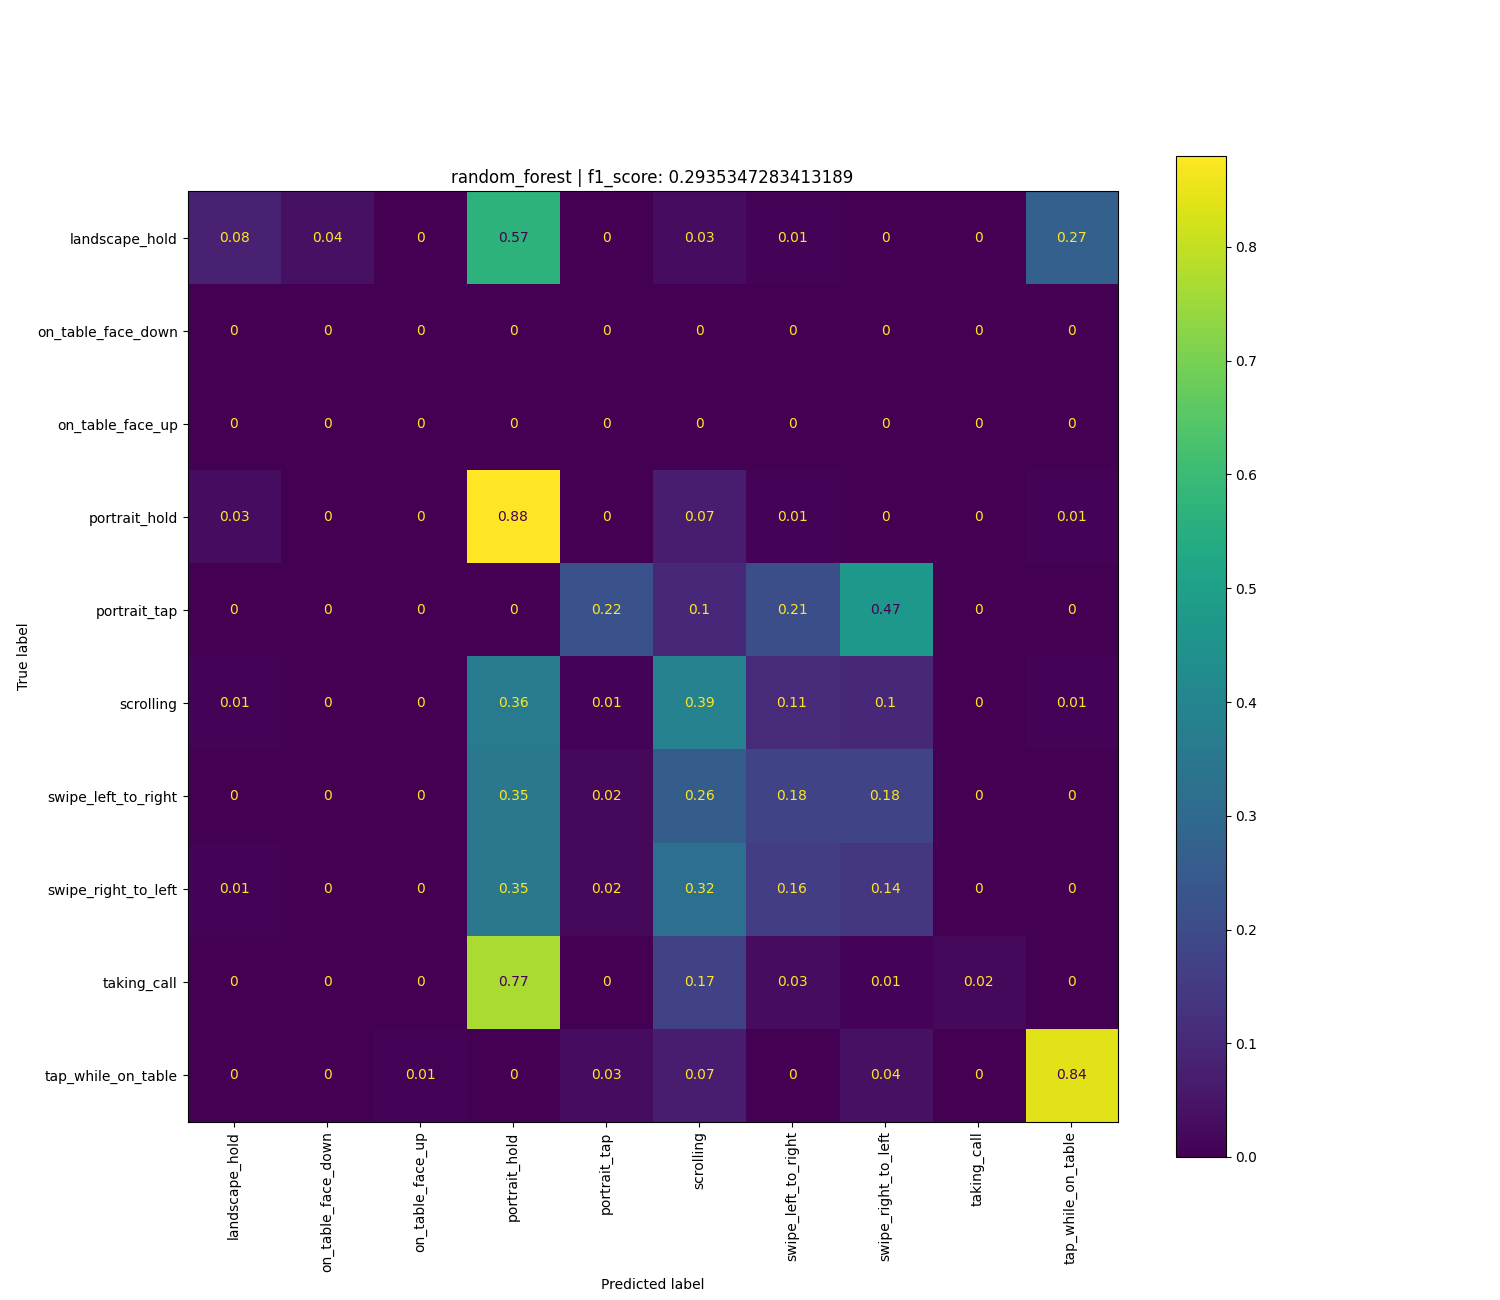 random_forest | f1_score: 0.2935347283413189
landscape_hold 0.08 0.04 0 0.57 0 0.03 0.01 0 0 0.27
on_table_face_down 0 0 0 0 0 0 0 0 0 0
on_table_face_up 0 0 0 0 0 0 0 0 0 0
portrait_hold 0.03 0 0 0.88 0 0.07 0.01 0 0 0.01
portrait_tap 0 0 0 0 0.22 0.1 0.21 0.47 0 0
scrolling 0.01 0 0 0.36 0.01 0.39 0.11 0.1 0 0.01
swipe_left_to_right 0 0 0 0.35 0.02 0.26 0.18 0.18 0 0
swipe_right_to_left 0.01 0 0 0.35 0.02 0.32 0.16 0.14 0 0
taking_call 0 0 0 0.77 0 0.17 0.03 0.01 0.02 0
tap_while_on_table 0 0 0.01 0 0.03 0.07 0 0.04 0 0.84
True label
landscape_hold
on_table_face_down
on_table_face_up
portrait_hold
portrait_tap
scrolling
swipe_left_to_right
swipe_right_to_left
taking_call
tap_while_on_table
Predicted label
0.8
0.7
0.6
0.5
0.4
0.3
0.2
0.1
0.0